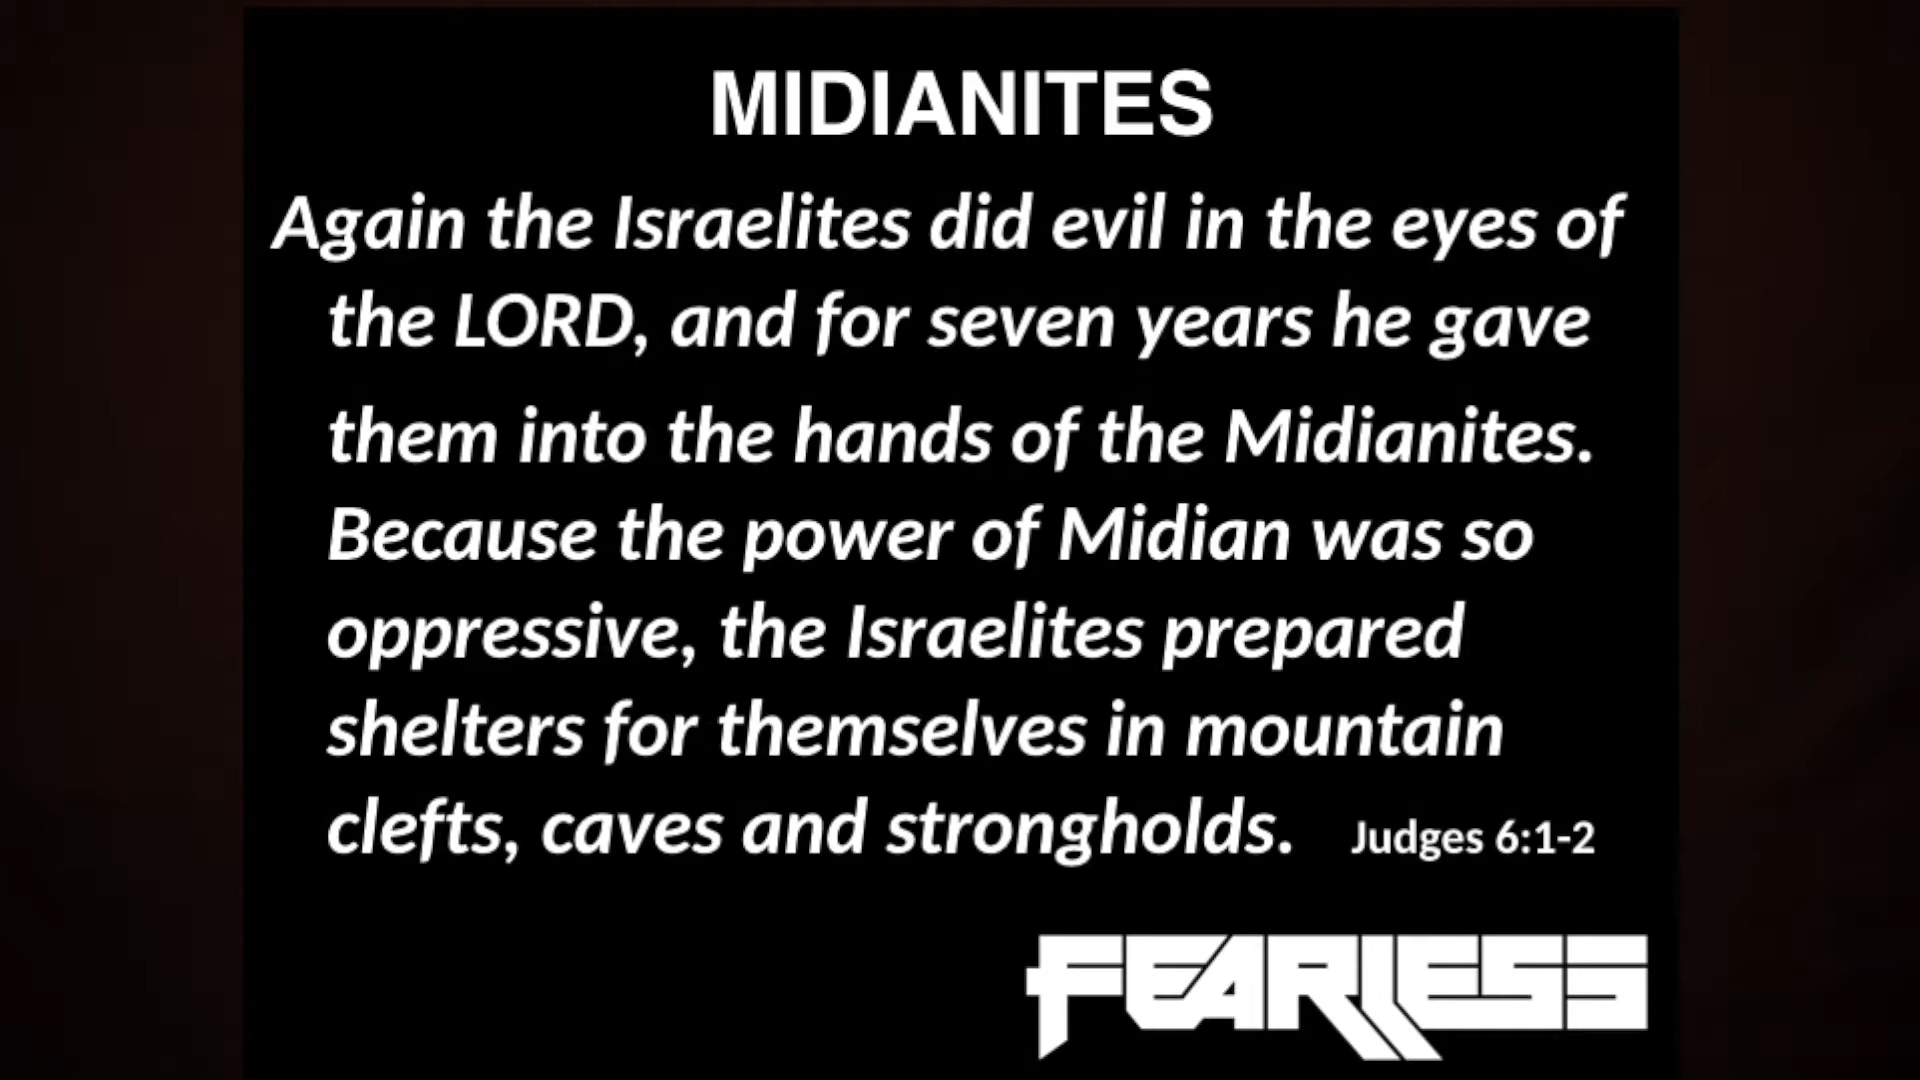 MIDIANITES
Again the Israelites did evil in the eyes of
the LORD, and for seven years he gave
them into the hands of the Midianites.
Because the power of Midian was so
oppressive, the Israelites prepared
shelters for themselves in mountain
clefts, caves and strongholds. Judges 6:1-2
FEARLESS